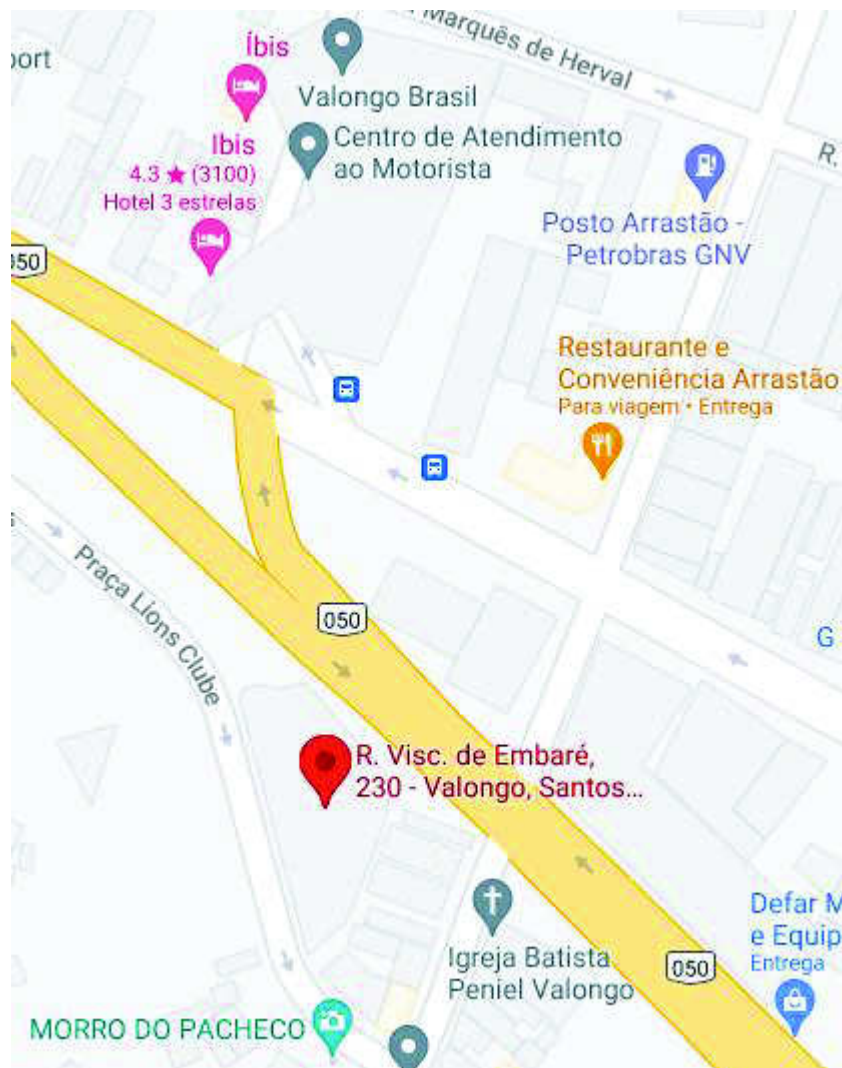 Marquês de Herval
port
Íbis
Valongo Brasil
Ibis
4.3 ★ (3100)
Hotel 3 estrelas
Centro de Atendimento
ao Motorista
R.
Posto Arrastão -
Petrobras GNV
050
Restaurante e
Conveniência Arrastão
Para viagem • Entrega
Praça Lions Clube
050
G
R. Visc. de Embaré,
230 - Valongo, Santos...
Igreja Batista
Peniel Valongo
Defar M
e Equip
Entrega
050
MORRO DO PACHECO